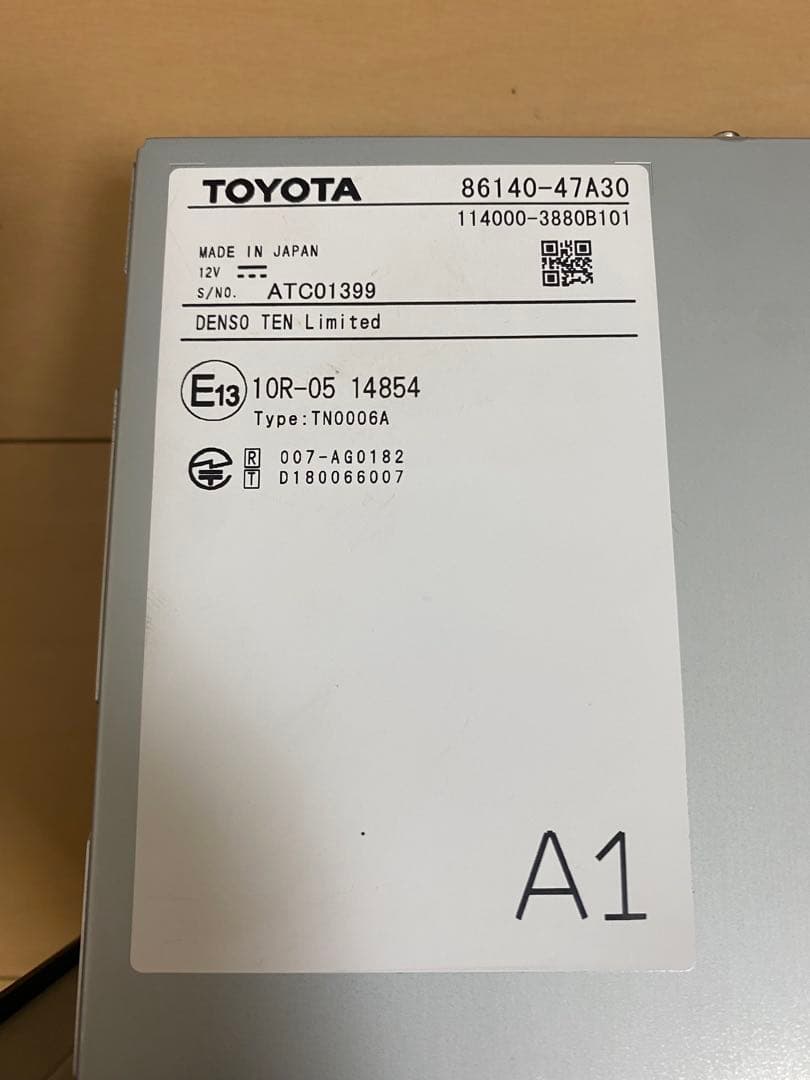 TOYOTA 86140-47A30
114000-3880B101
MADE IN JAPAN
12V
S/NO. ATC01399
DENSO TEN Limited
E13 10R-05 14854
Type:TN0006A
R 007-AG0182
T D180066007
A1